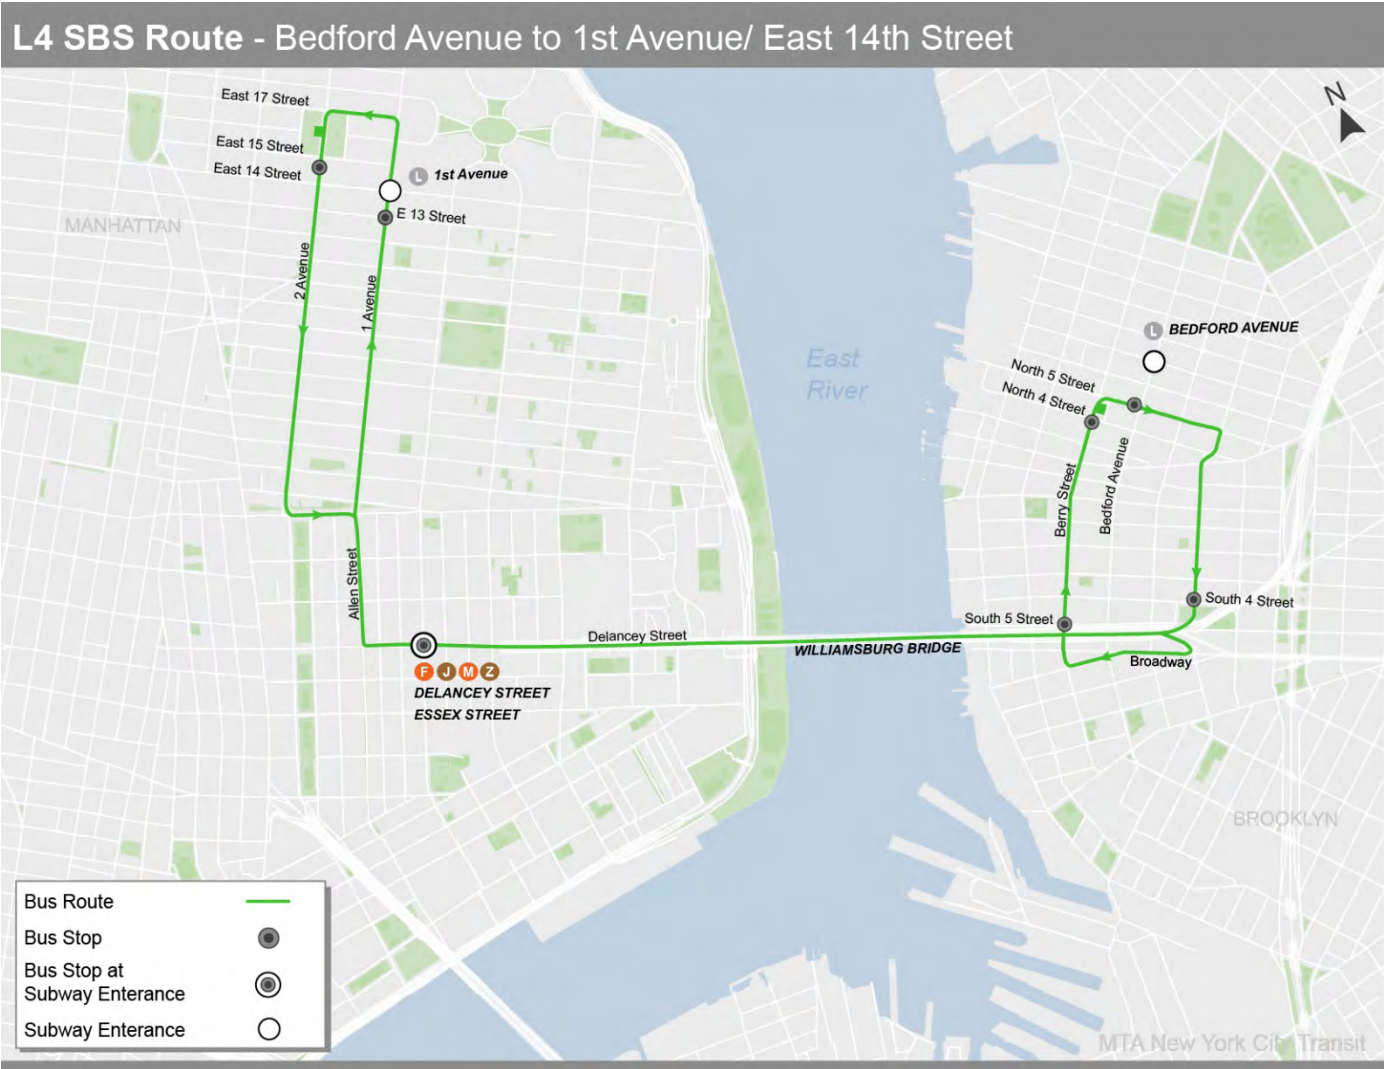 L4 SBS Route - Bedford Avenue to 1st Avenue/ East 14th Street
N
East 17 Street
East 15 Street
East 14 Street
L 1st Avenue
E 13 Street
MANHATTAN
2 Avenue
1 Avenue
East
River
L BEDFORD AVENUE
North 5 Street
North 4 Street
Berry Street
Bedford Avenue
Allen Street
South 4 Street
South 5 Street
Delancey Street
WILLIAMSBURG BRIDGE
Broadway
F J M Z
DELANCEY STREET
ESSEX STREET
BROOKLYN
Bus Route
Bus Stop
Bus Stop at
Subway Enterance
Subway Enterance
MTA New York City Transit